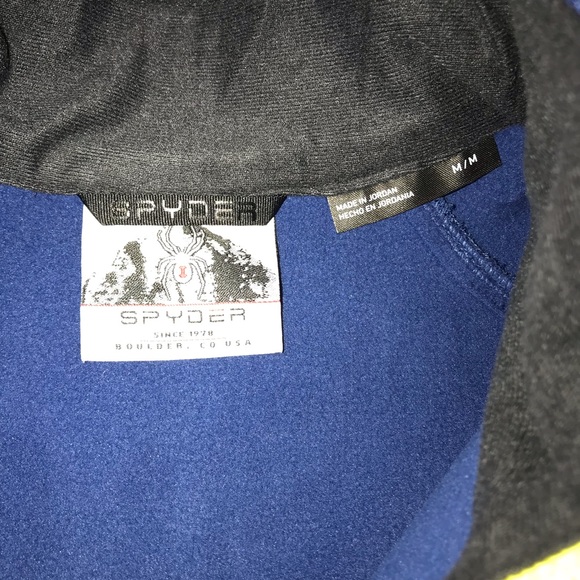 SPYDER
SPYDER
SINCE 1978
BOULDER, CO USA
MADE IN JORDAN
HECHO EN JORDANIA
M/M